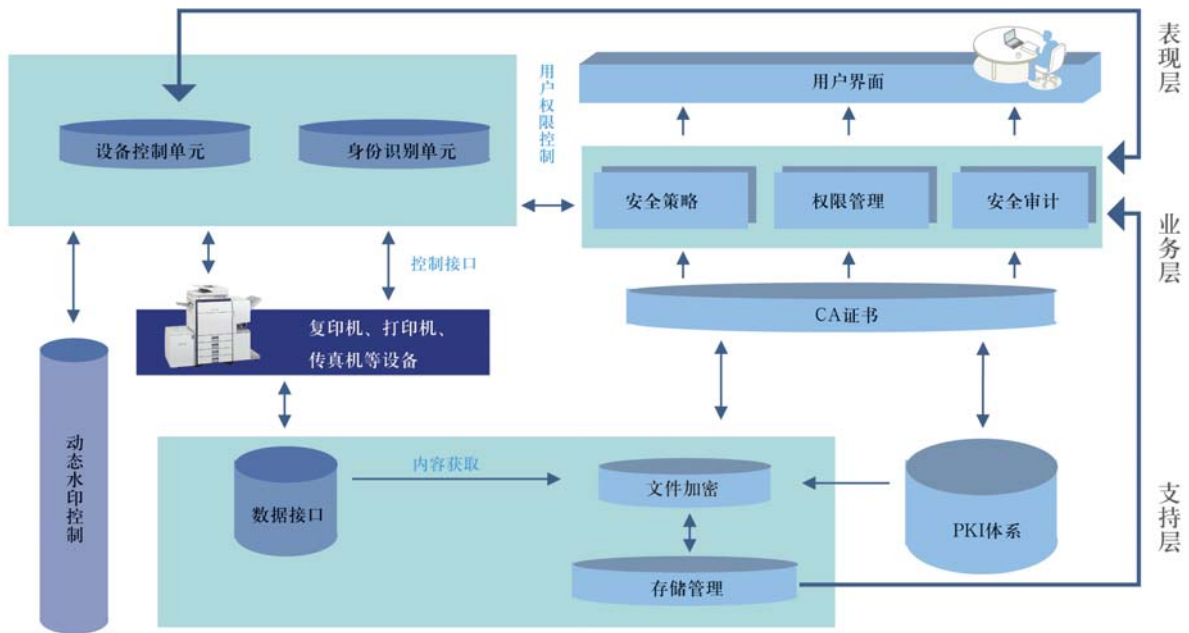 表现层
用户界面
用户权限控制
设备控制单元
身份识别单元
安全策略
权限管理
安全审计
业务层
控制接口
CA证书
复印机、打印机、
传真机等设备
动态水印控制
内容获取
数据接口
文件加密
PKI体系
支持层
存储管理